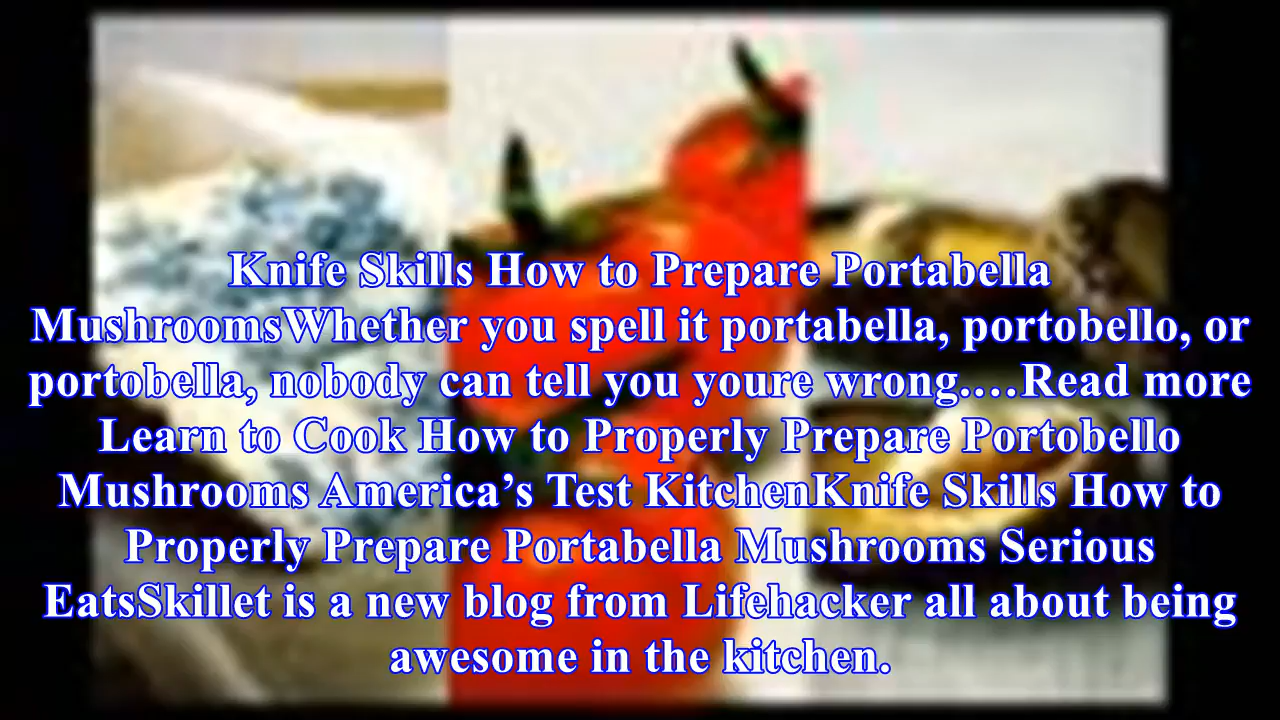 Knife Skills How to Prepare Portabella
MushroomsWhether you spell it portabella, portobello, or
portobella, nobody can tell you youre wrong.…Read more
Learn to Cook How to Properly Prepare Portobello
Mushrooms America’s Test KitchenKnife Skills How to
Properly Prepare Portabella Mushrooms Serious
EatsSkillet is a new blog from Lifehacker all about being
awesome in the kitchen.